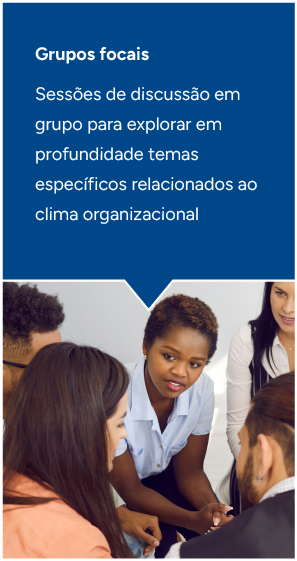 Grupos focais
Sessões de discussão em
grupo para explorar em
profundidade temas
específicos relacionados ao
clima organizacional